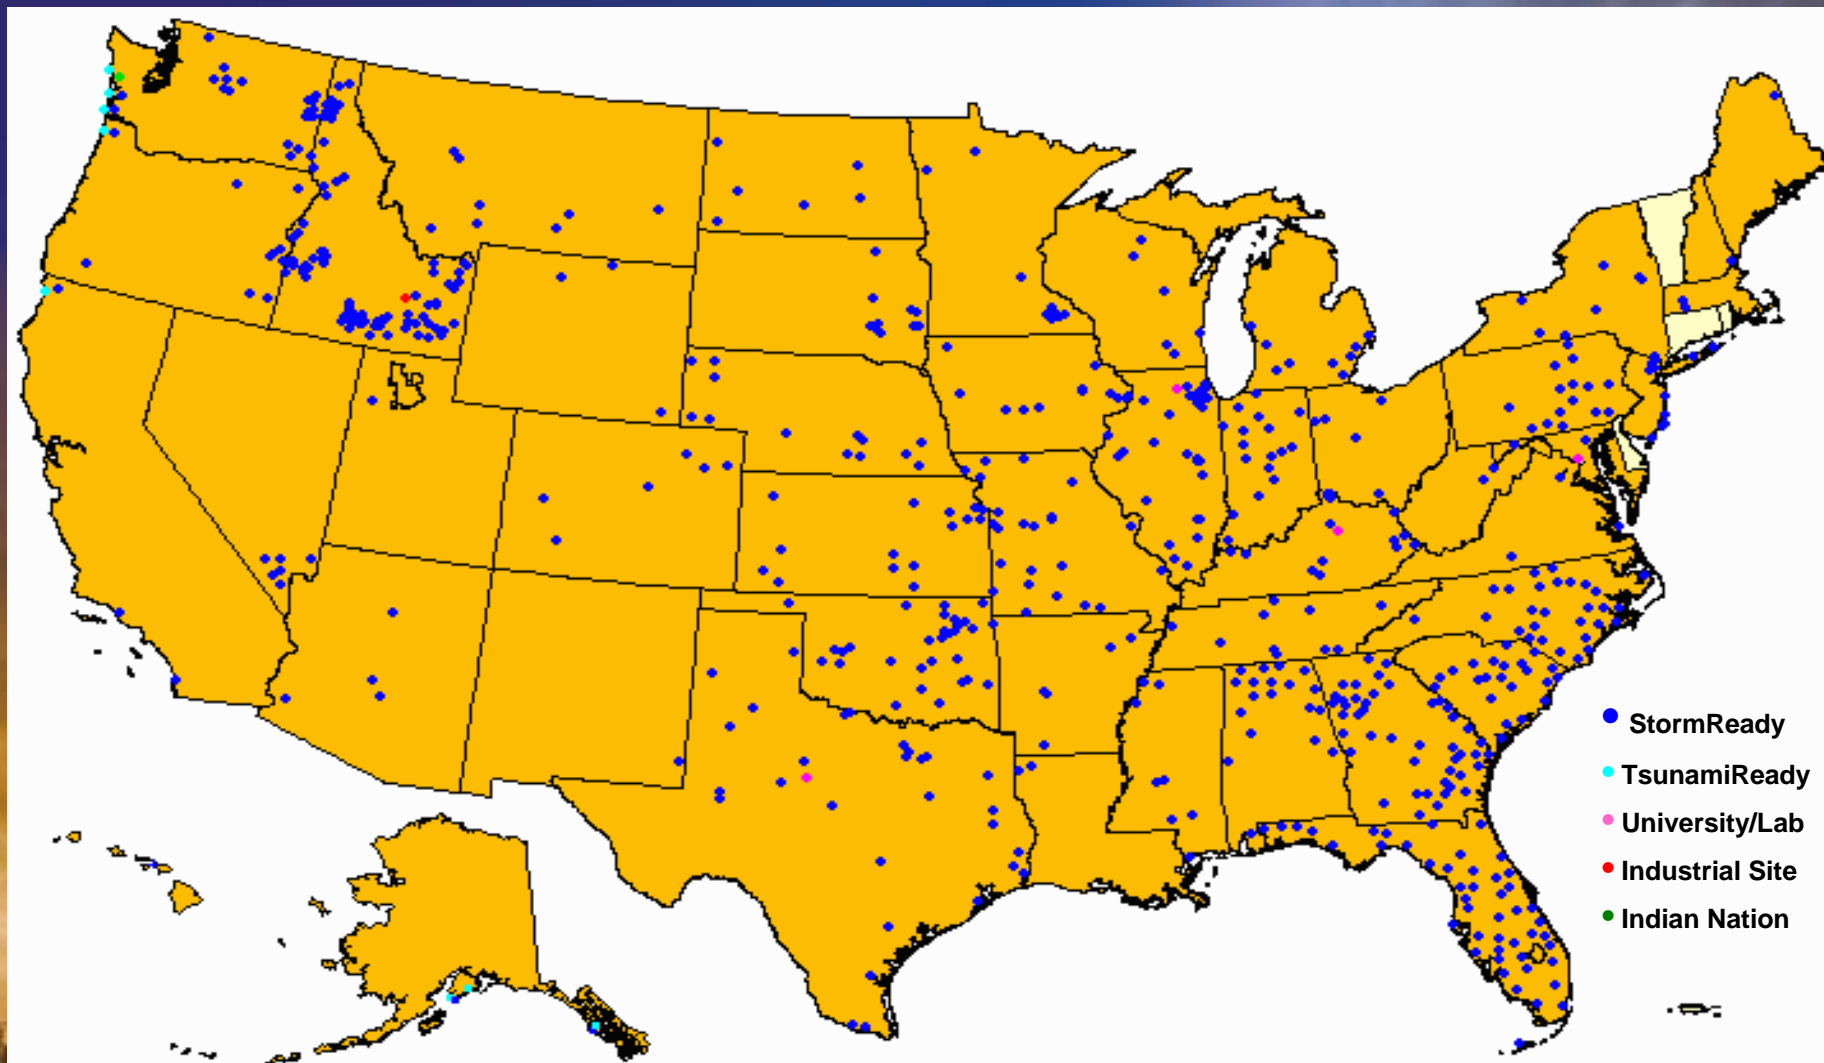 StormReady
TsunamiReady
University/Lab
Industrial Site
Indian Nation